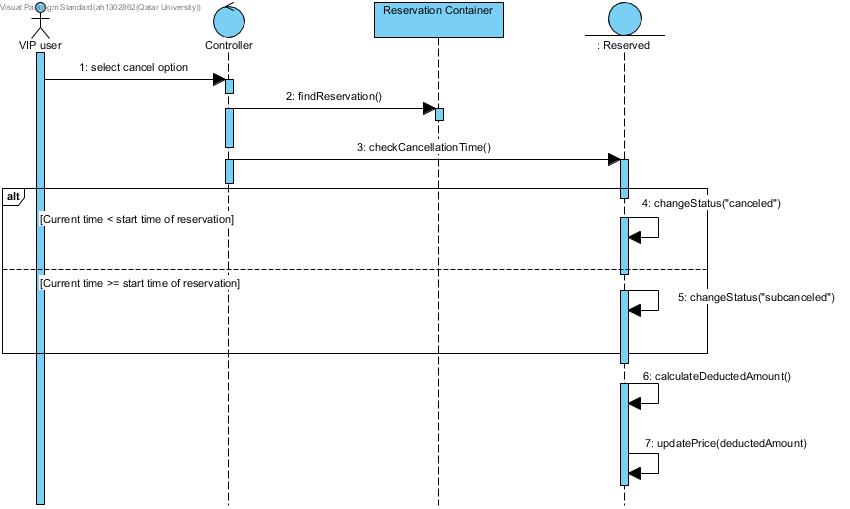 Visual Paradigm Standard(ah1302862(Qatar University))
VIP user
Controller
Reservation Container
: Reserved
1: select cancel option
2: findReservation()
3: checkCancellationTime()
alt
4: changeStatus("canceled")
[Current time < start time of reservation]
[Current time >= start time of reservation]
5: changeStatus("subcanceled")
6: calculateDeductedAmount()
7: updatePrice(deductedAmount)